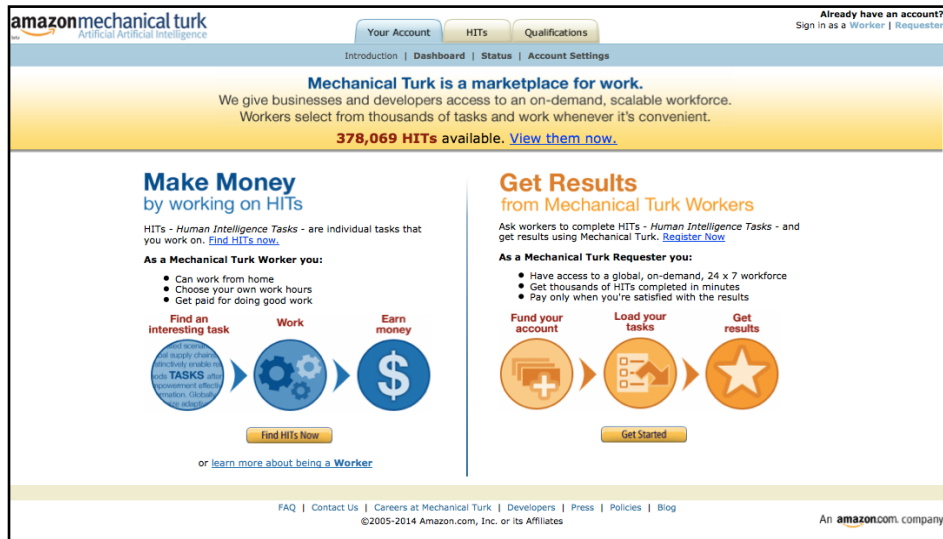 amazonmechanical turk
beta
Artificial Artificial Intelligence
Your Account
HITs
Qualifications
Already have an account?
Sign in as a Worker | Requester
Introduction | Dashboard | Status | Account Settings
Mechanical Turk is a marketplace for work.
We give businesses and developers access to an on-demand, scalable workforce.
Workers select from thousands of tasks and work whenever it's convenient.
378,069 HITs available. View them now.
Make Money
by working on HITs
HITs - Human Intelligence Tasks - are individual tasks that
you work on. Find HITs now.
As a Mechanical Turk Worker you:
• Can work from home
• Choose your own work hours
• Get paid for doing good work
Find an
interesting task
Work
Earn
money
supply chains
TASKS after
$
Find HITs Now
or learn more about being a Worker
Get Results
from Mechanical Turk Workers
Ask workers to complete HITs - Human Intelligence Tasks - and
get results using Mechanical Turk. Register Now
As a Mechanical Turk Requester you:
• Have access to a global, on-demand, 24 x 7 workforce
• Get thousands of HITs completed in minutes
• Pay only when you're satisfied with the results
Fund your
account
Load your
tasks
Get
results
Get Started
FAQ | Contact Us | Careers at Mechanical Turk | Developers | Press | Policies | Blog
©2005-2014 Amazon.com, Inc. or its Affiliates
An amazon.com. company